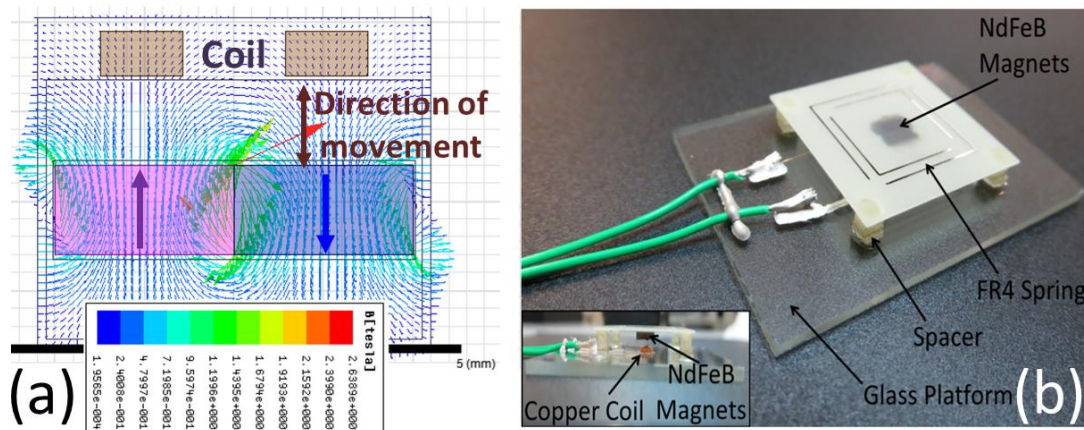 Coil
Direction of
movement
B[tesla]
2.6389e+000
2.3990e+000
2.1592e+000
1.9193e+000
1.6794e+000
1.4395e+000
1.1996e+000
9.5974e-001
7.1985e-001
4.7997e-001
2.4008e-001
1.9565e-004
5 (mm)
(a)
NdFeB
Magnets
FR4 Spring
Spacer
Glass Platform
NdFeB
Copper Coil Magnets
(b)